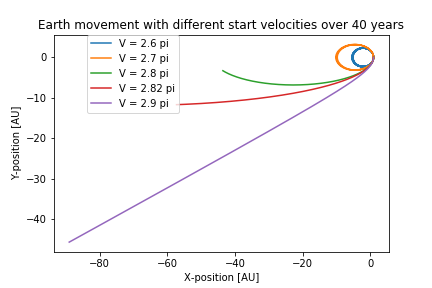 Earth movement with different start velocities over 40 years
V = 2.6 pi
V = 2.7 pi
V = 2.8 pi
V = 2.82 pi
V = 2.9 pi
Y-position [AU]
0
−10
−20
−30
−40
−80
−60
−40
−20
0
X-position [AU]